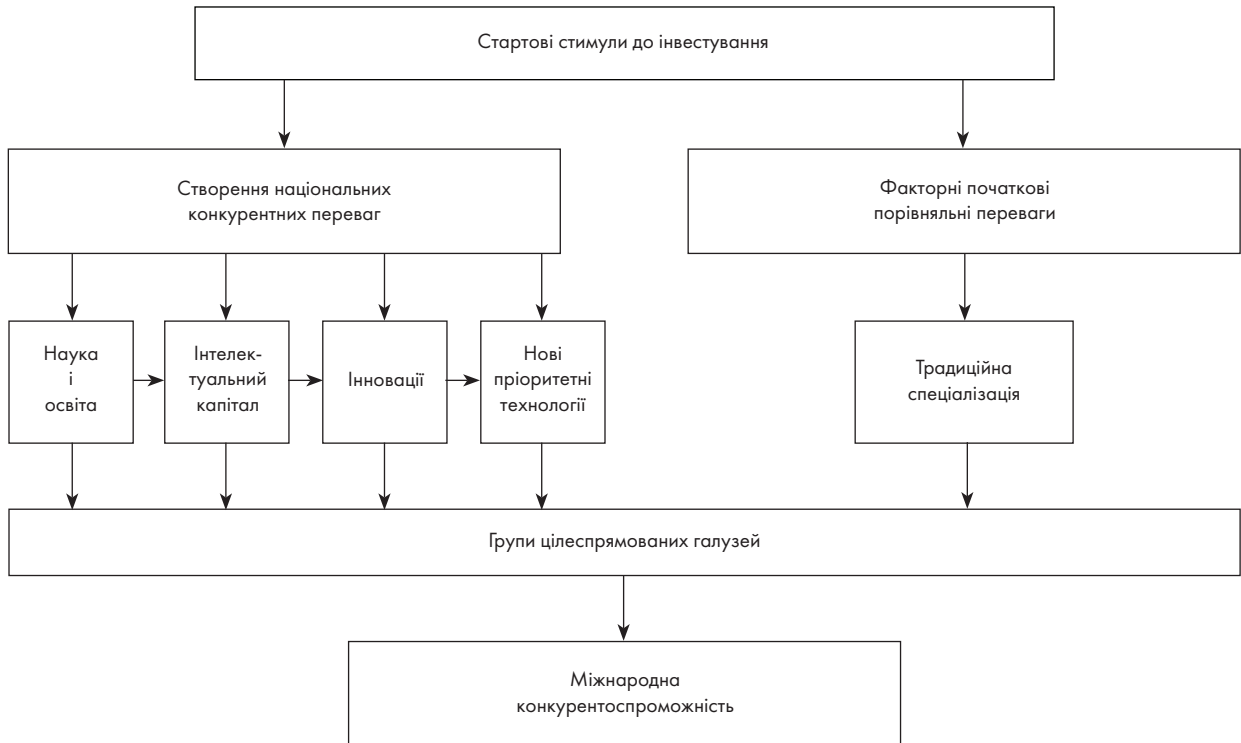 Стартові стимули до інвестування
Створення національних
конкурентних переваг
Факторні початкові
порівняльні переваги
Наука
і
освіта
Інтелек-
туальний
капітал
Інновації
Нові
пріоритетні
технології
Традиційна
спеціалізація
Групи цілеспрямованих галузей
Міжнародна
конкурентоспроможність